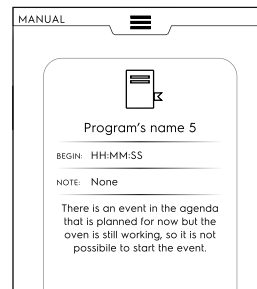 MANUAL
Program's name 5
BEGIN: HH:MM:SS
NOTE: None
There is an event in the agenda
that is planned for now but the
oven is still working, so it is not
possibile to start the event.